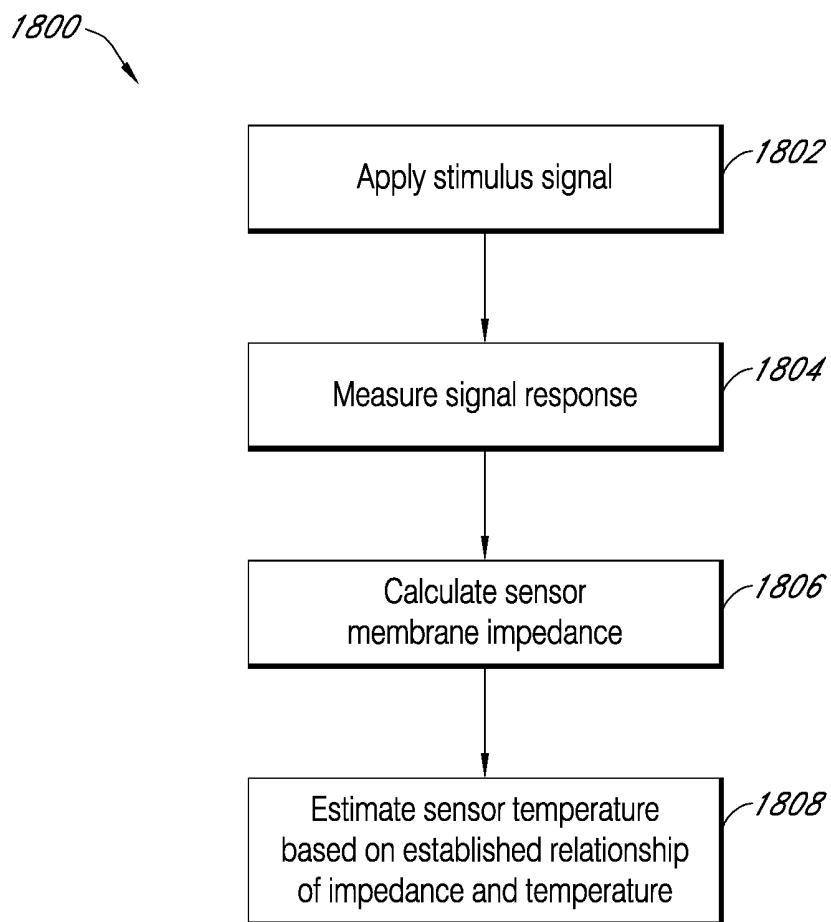 1800
Apply stimulus signal
1802
Measure signal response
1804
Calculate sensor
membrane impedance
1806
Estimate sensor temperature
based on established relationship
of impedance and temperature
1808